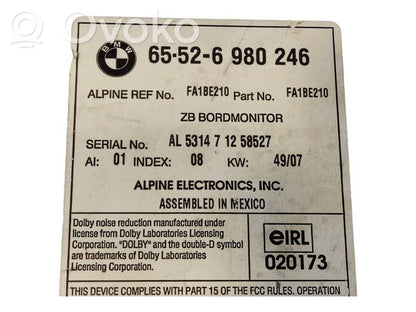 Ovoko
BMW
65-52-6 980 246
ALPINE REF No. FA1BE210 Part No. FA1BE210
ZB BORDMONITOR
SERIAL No. AL 5314 7 12 58527
AI: 01 INDEX: 08 KW: 49/07
ALPINE ELECTRONICS, INC.
ASSEMBLED IN MEXICO
Dolby noise reduction manufactured under
license from Dolby Laboratories Licensing
Corporation. "DOLBY" and the double-D symbol
are trademarks of Dolby Laboratories
Licensing Corporation.
eIRL
020173
THIS DEVICE COMPLIES WITH PART 15 OF THE FCC RULES. OPERATION